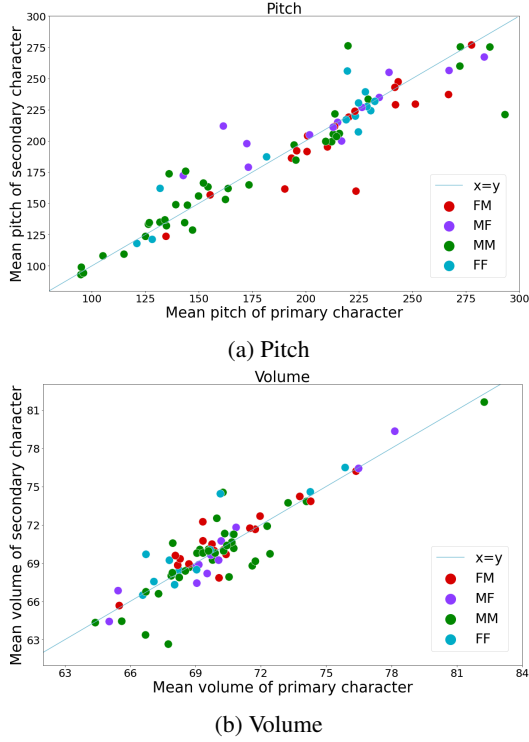 Pitch
300
275
250
225
200
175
150
125
100
Mean pitch of secondary character
x=y
FM
MF
MM
FF
100 125 150 175 200 225 250 275 300
Mean pitch of primary character
(a) Pitch
Volume
81
78
75
72
69
66
63
Mean volume of secondary character
x=y
FM
MF
MM
FF
63 66 69 72 75 78 81 84
Mean volume of primary character
(b) Volume